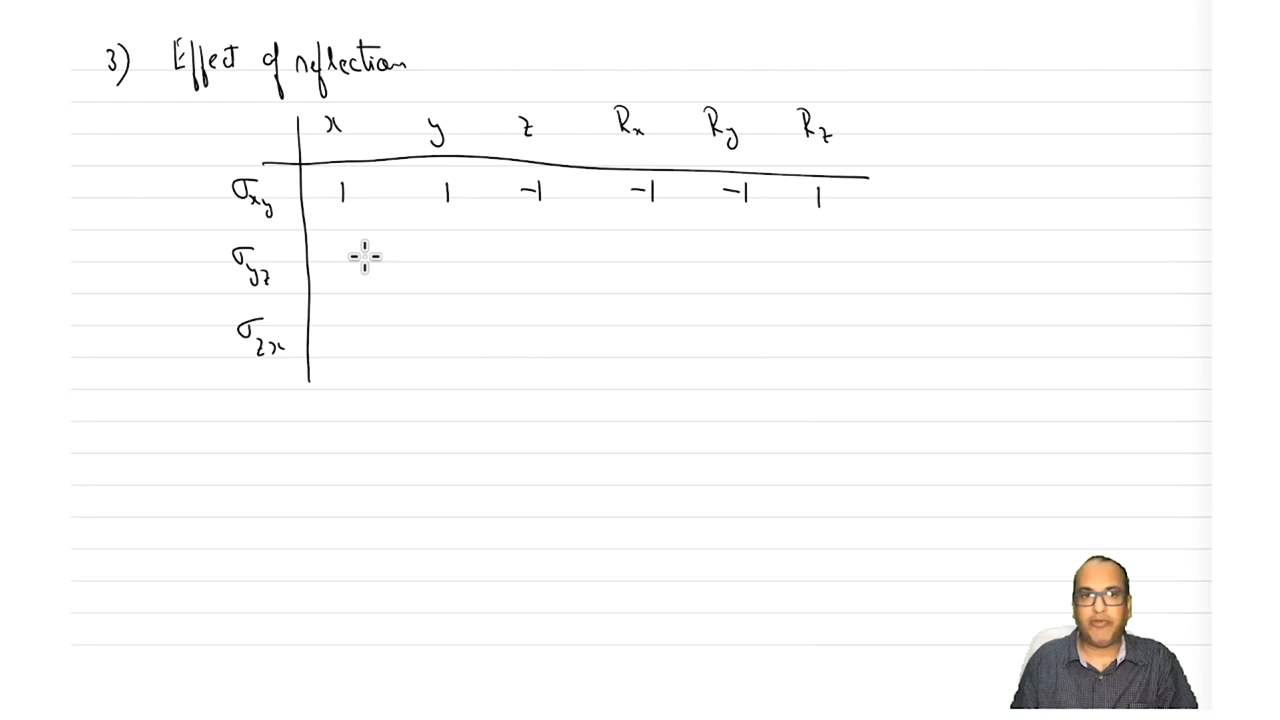 3) Effect of reflection
x y z Rx Ry Rz
σxy 1 1 -1 -1 -1 1
σyz
σzx